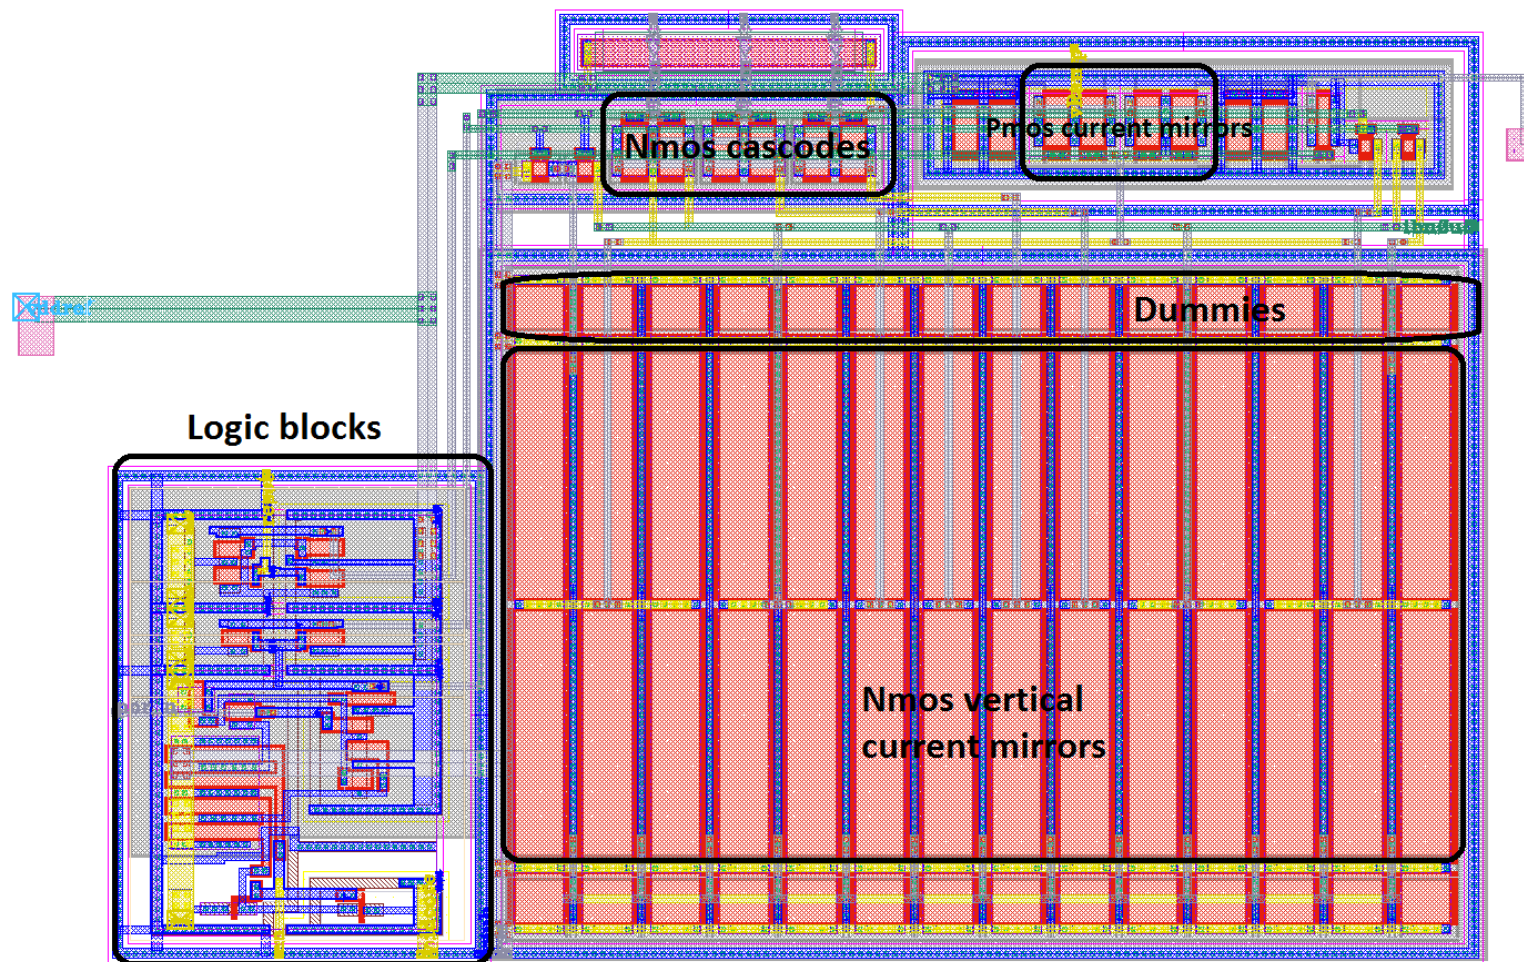 Nmos cascodes
Pmos current mirrors
Dummies
Logic blocks
Nmos vertical
current mirrors